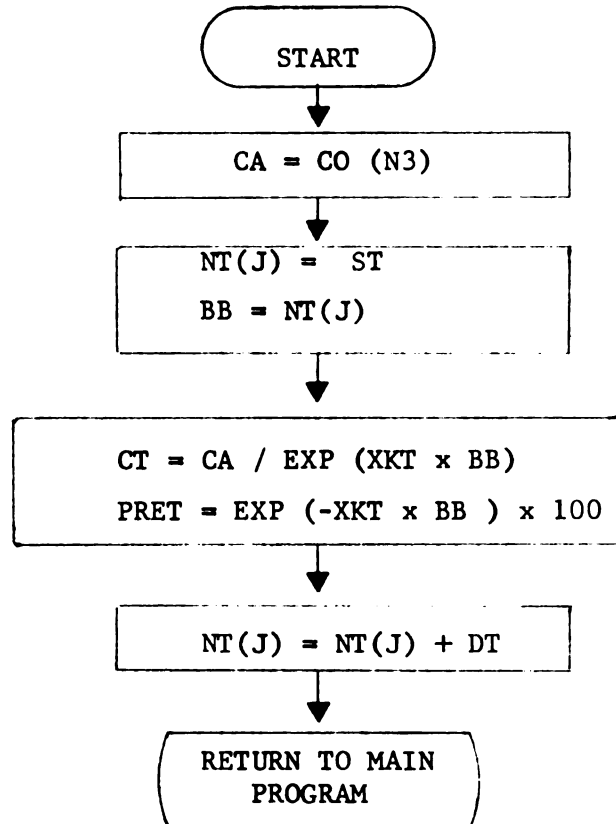 START
CA = CO (N3)
NT(J) = ST
BB = NT(J)
CT = CA / EXP (XKT x BB)
PRET = EXP (-XKT x BB ) x 100
NT(J) = NT(J) + DT
RETURN TO MAIN
PROGRAM